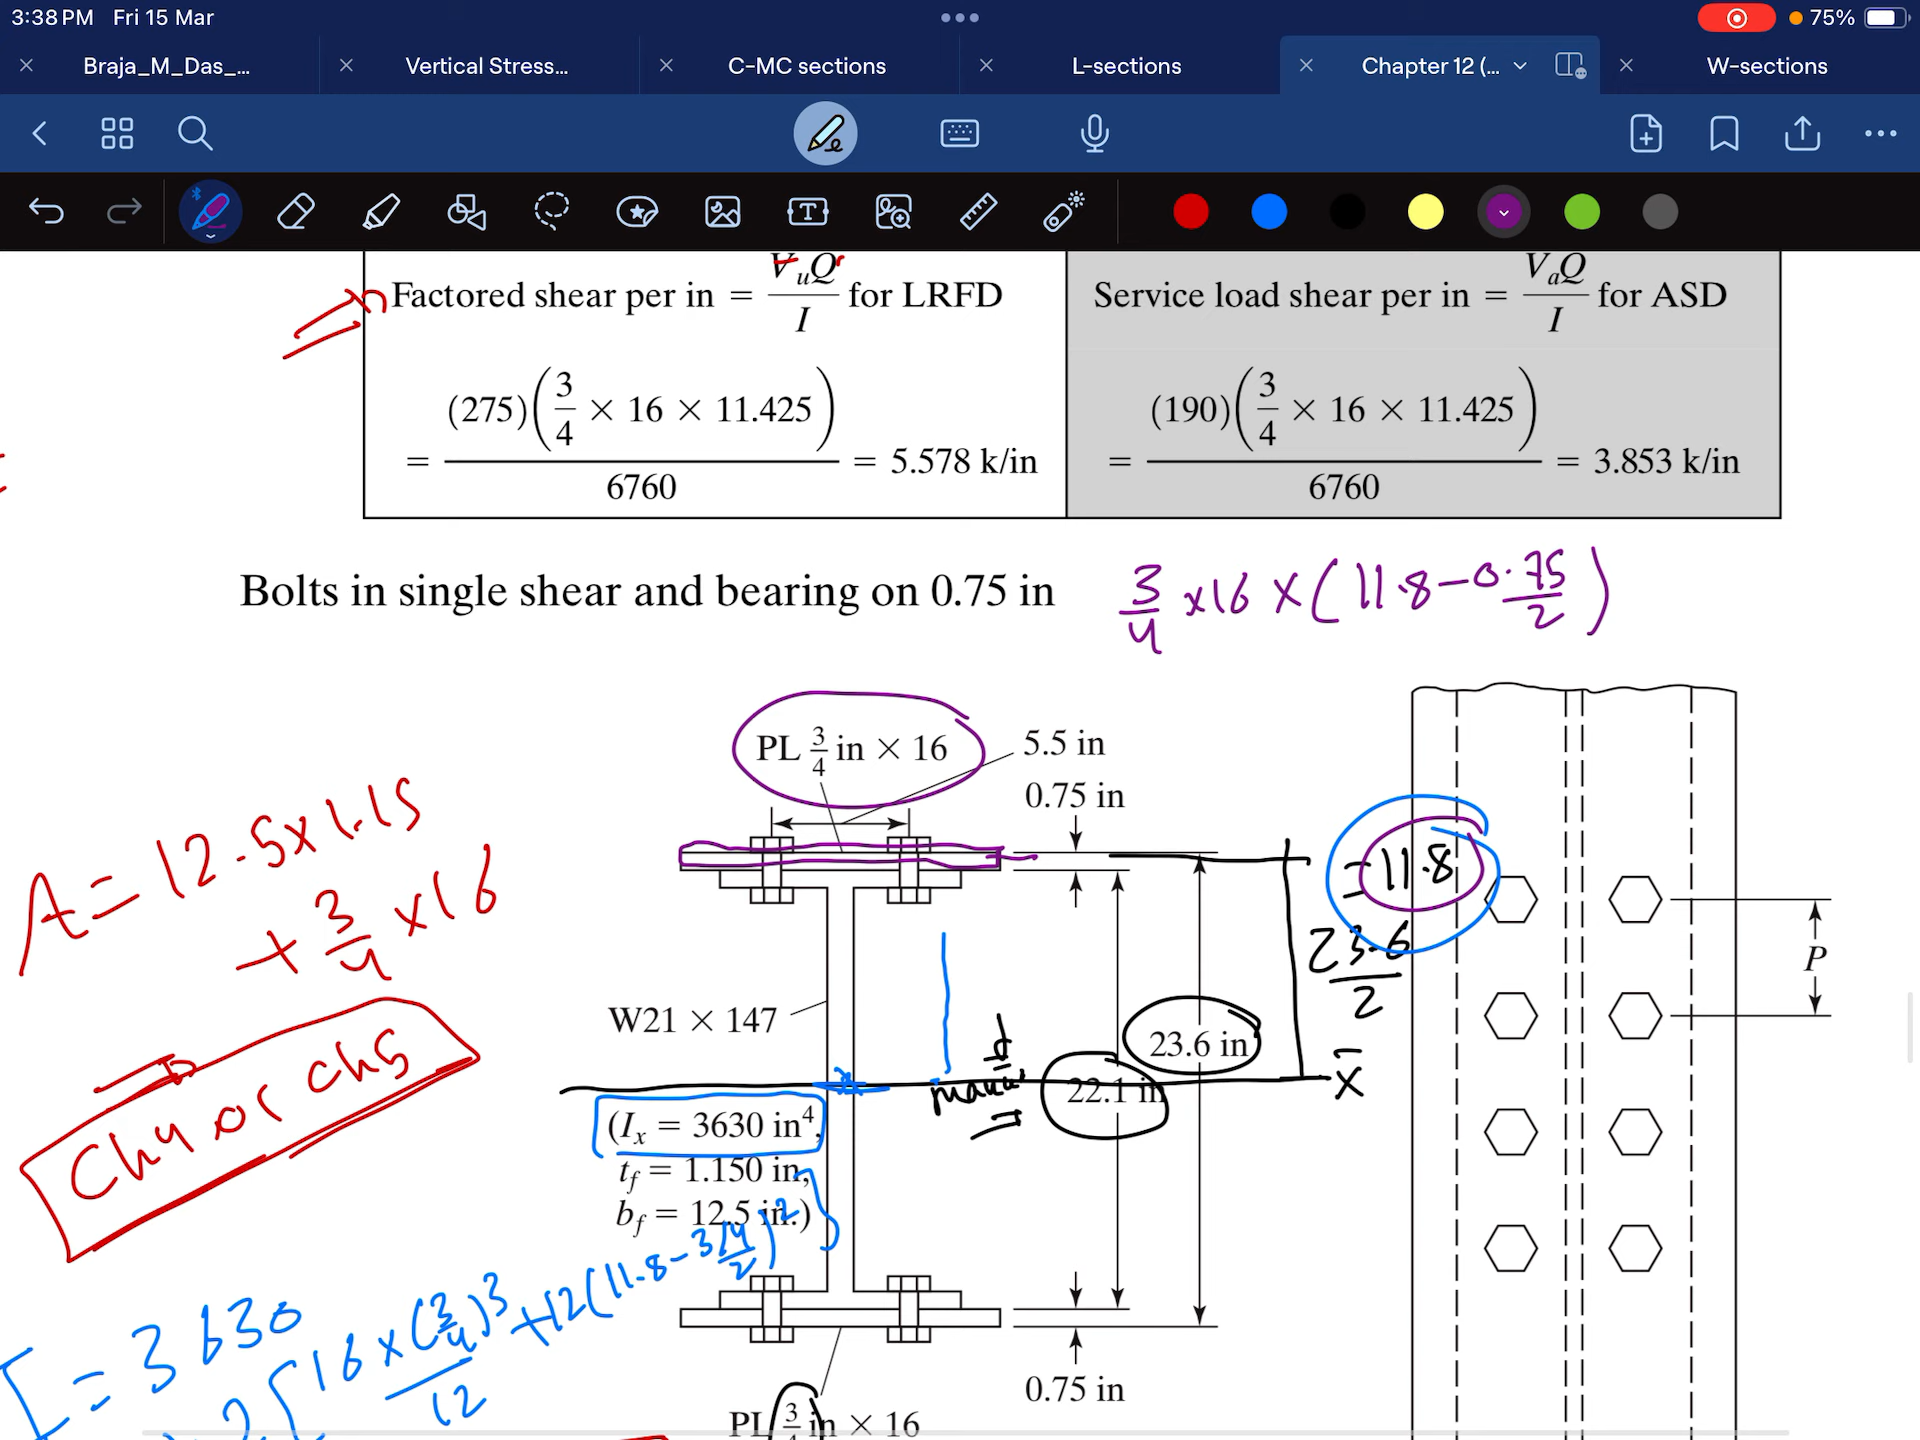 3:38 PM Fri 15 Mar
75%
Braja_M_Das_...
Vertical Stress...
C-MC sections
L-sections
Chapter 12 (...
W-sections
Factored shear per in = VuQ / I for LRFD
= (275)(3/4 × 16 × 11.425) / 6760 = 5.578 k/in
Service load shear per in = VaQ / I for ASD
= (190)(3/4 × 16 × 11.425) / 6760 = 3.853 k/in
Bolts in single shear and bearing on 0.75 in
3/4 ×16 ×(11.8-0.75/2)
PL 3/4 in × 16
5.5 in
0.75 in
A = 12.5×1.15
+ 3/4 ×16
=11.8
23.6/2
P
W21 × 147
d
23.6 in
22.1 in
x̄
Ch4 or ch5
(Ix = 3630 in⁴,
tf = 1.150 in,
bf = 12.5 in.)
I = 3630
2[16×(3/4)³/12 +12(11.8-3/4/2)²
0.75 in
PL 3/4 in × 16